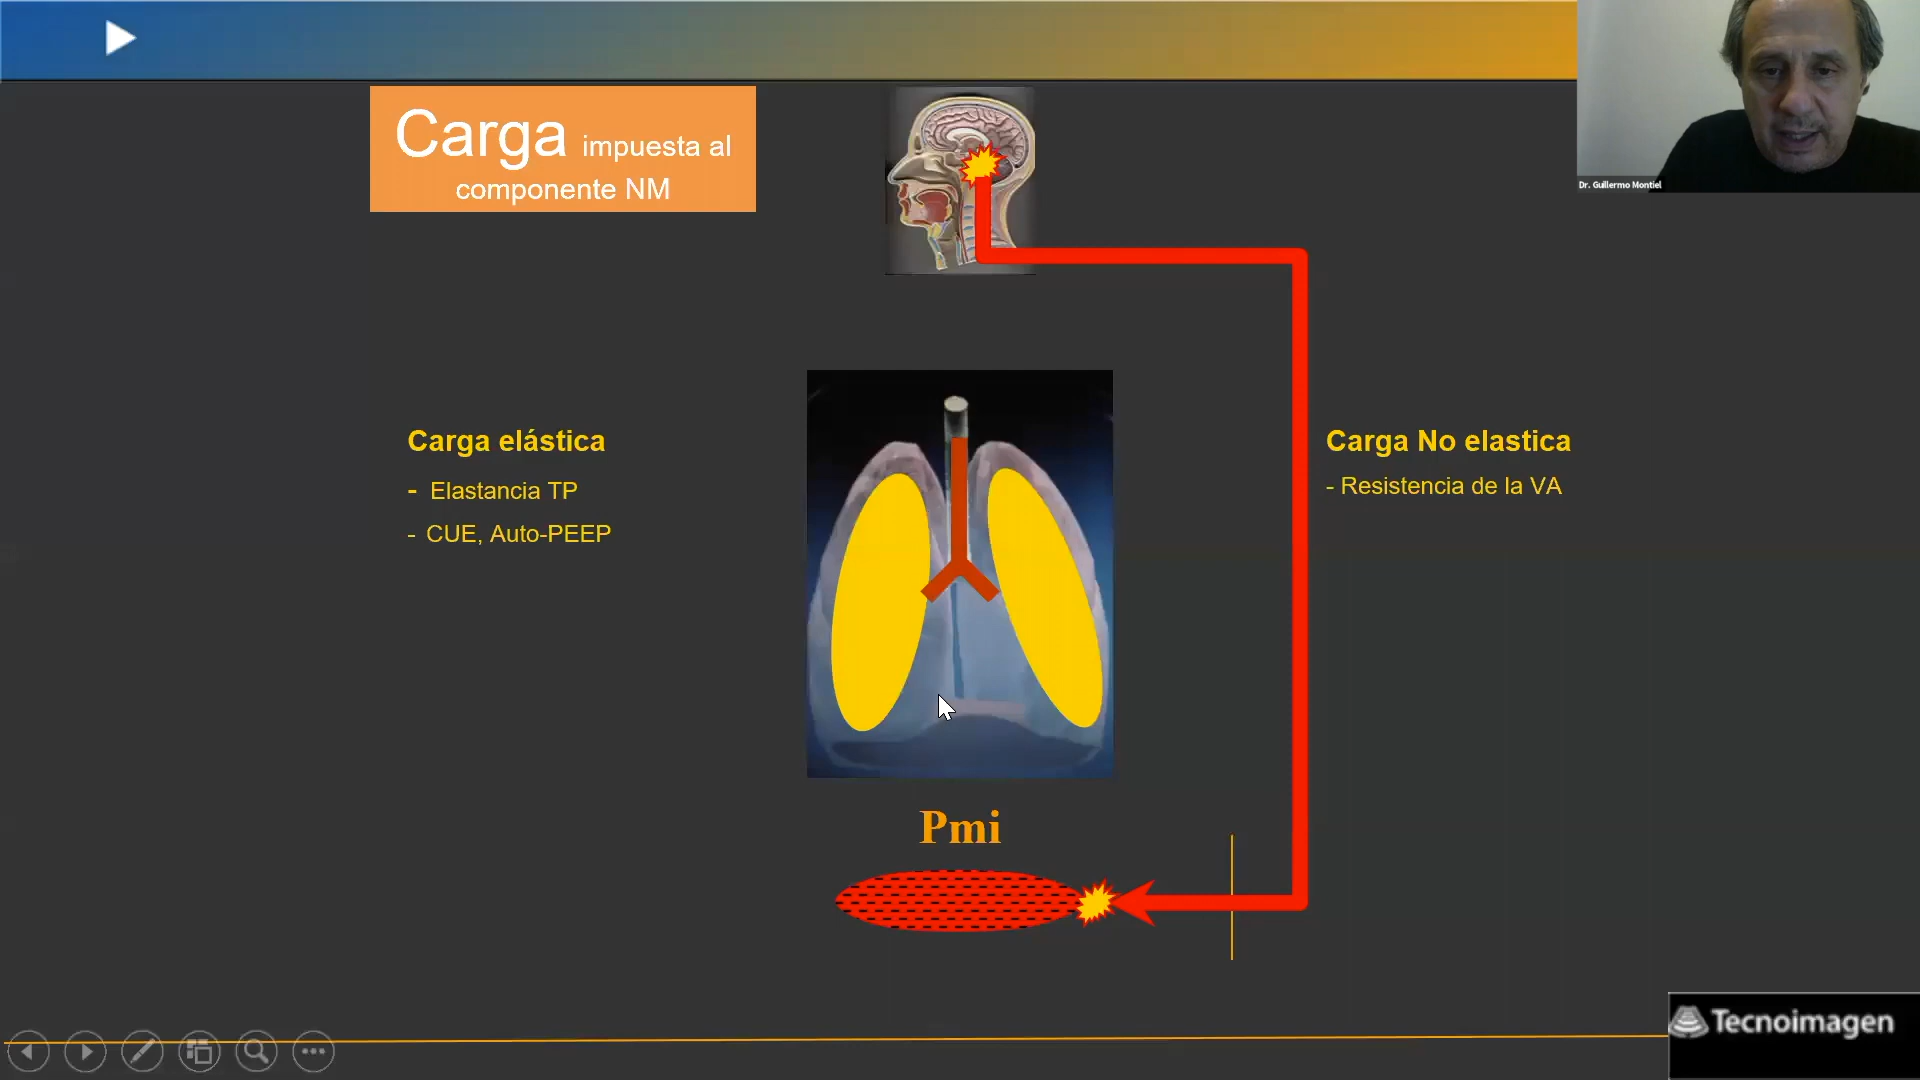 Carga impuesta al
componente NM
Dr. Guillermo Montiel
Carga elástica
- Elastancia TP
- CUE, Auto-PEEP
Carga No elastica
- Resistencia de la VA
Pmi
Tecnoimagen